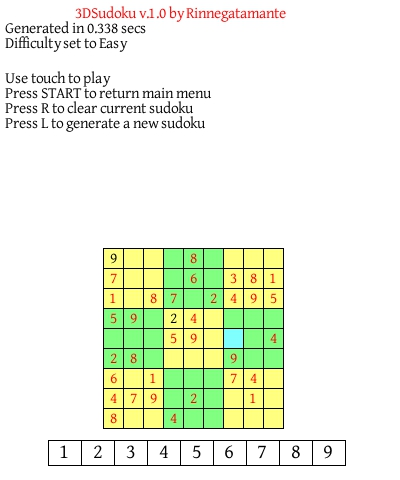 3DSudoku v.1.0 by Rinnegatamante
Generated in 0.338 secs
Difficulty set to Easy
Use touch to play
Press START to return main menu
Press R to clear current sudoku
Press L to generate a new sudoku
9 8
7 6 3 8 1
1 8 7 2 4 9 5
5 9 2 4
5 9 4
2 8 9
6 1 7 4
4 7 9 2 1
8 4
1 2 3 4 5 6 7 8 9